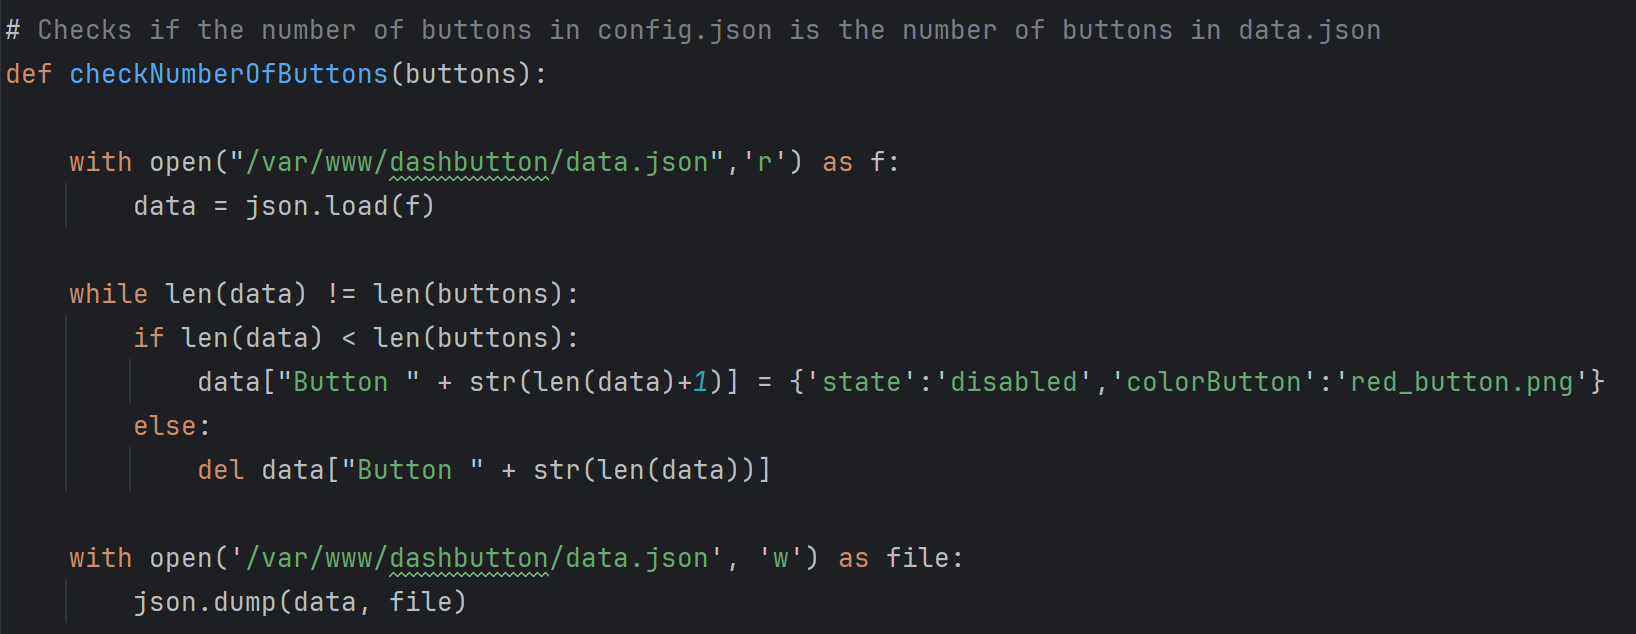 # Checks if the number of buttons in config.json is the number of buttons in data.json
def checkNumberOfButtons(buttons):
    with open("/var/www/dashbutton/data.json",'r') as f:
        data = json.load(f)
    while len(data) != len(buttons):
        if len(data) < len(buttons):
            data["Button " + str(len(data)+1)] = {'state':'disabled','colorButton':'red_button.png'}
        else:
            del data["Button " + str(len(data))]
    with open('/var/www/dashbutton/data.json', 'w') as file:
        json.dump(data, file)